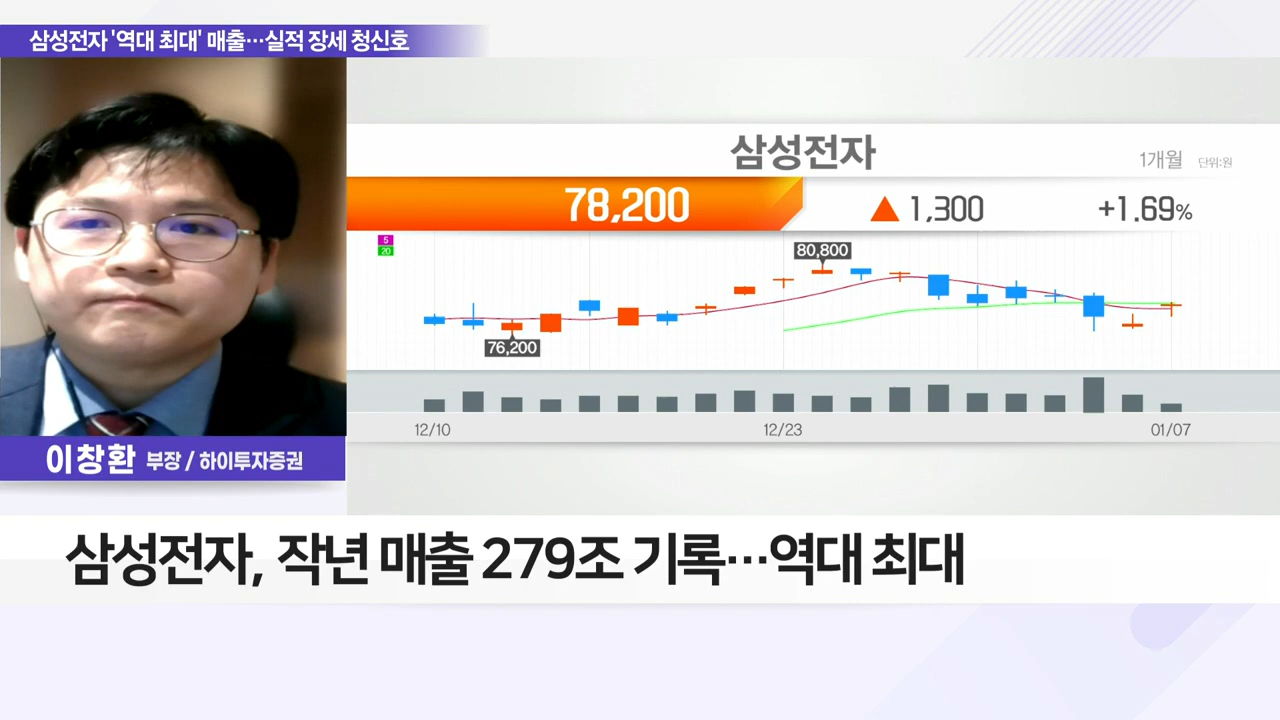 삼성전자 '역대 최대' 매출…실적 장세 청신호
삼성전자
1개월 단위:원
78,200 ▲ 1,300 +1.69%
5
20
80,800
76,200
12/10 12/23 01/07
이창환 부장 / 하이투자증권
삼성전자, 작년 매출 279조 기록…역대 최대